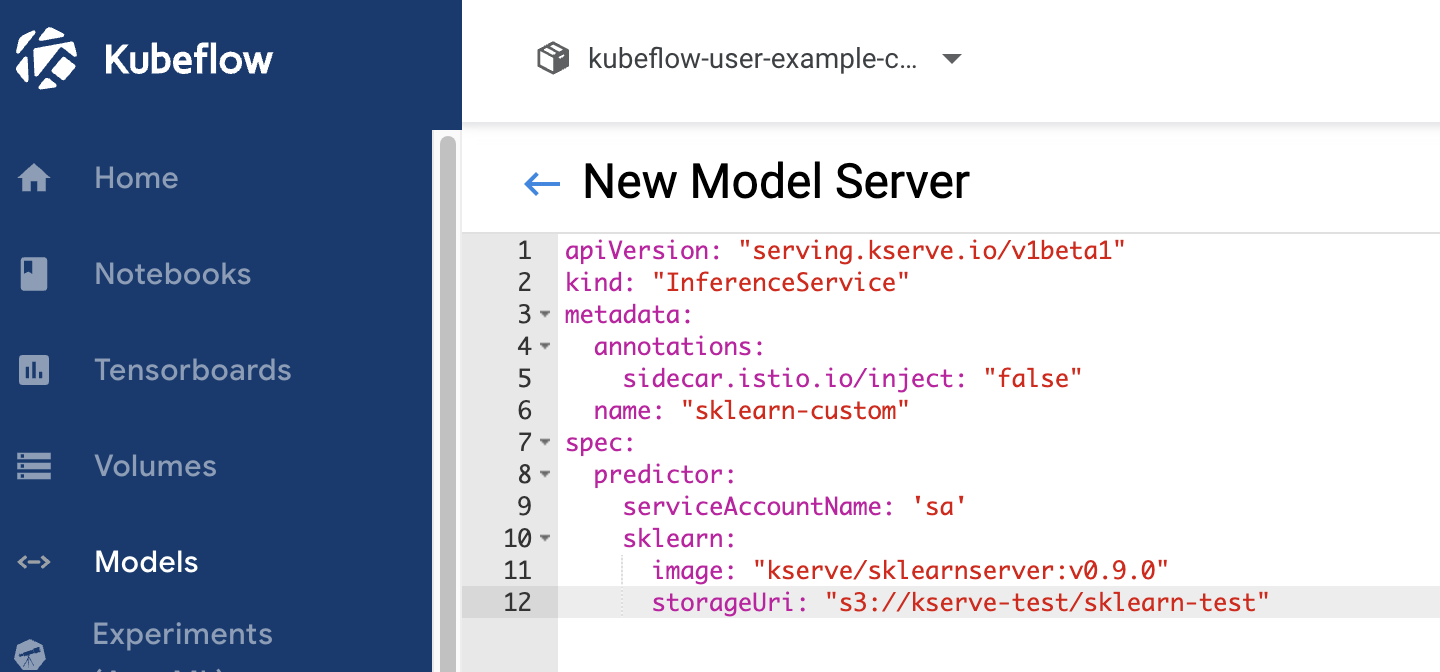 Kubeflow
kubeflow-user-example-c...
Home
Notebooks
Tensorboards
Volumes
Models
Experiments
New Model Server
1 apiVersion: "serving.kserve.io/v1beta1"
2 kind: "InferenceService"
3 metadata:
4 annotations:
5 sidecar.istio.io/inject: "false"
6 name: "sklearn-custom"
7 spec:
8 predictor:
9 serviceAccountName: 'sa'
10 sklearn:
11 image: "kserve/sklearnserver:v0.9.0"
12 storageUri: "s3://kserve-test/sklearn-test"